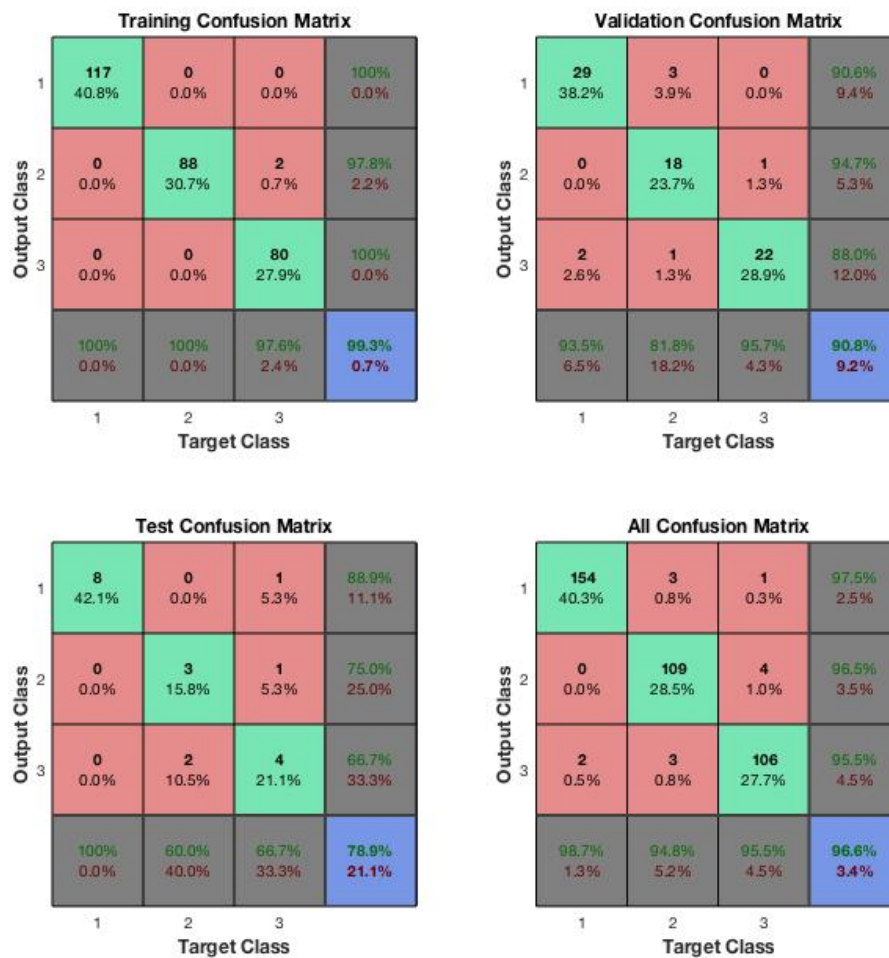 Training Confusion Matrix
Validation Confusion Matrix
Output Class
1
117 0 0 100%
40.8% 0.0% 0.0% 0.0%
2
0 88 2 97.8%
0.0% 30.7% 0.7% 2.2%
3
0 0 80 100%
0.0% 0.0% 27.9% 0.0%
100% 100% 97.6% 99.3%
0.0% 0.0% 2.4% 0.7%
1 2 3
Target Class
Output Class
1
29 3 0 90.6%
38.2% 3.9% 0.0% 9.4%
2
0 18 1 94.7%
0.0% 23.7% 1.3% 5.3%
3
2 1 22 88.0%
2.6% 1.3% 28.9% 12.0%
93.5% 81.8% 95.7% 90.8%
6.5% 18.2% 4.3% 9.2%
1 2 3
Target Class
Test Confusion Matrix
All Confusion Matrix
Output Class
1
8 0 1 88.9%
42.1% 0.0% 5.3% 11.1%
2
0 3 1 75.0%
0.0% 15.8% 5.3% 25.0%
3
0 2 4 66.7%
0.0% 10.5% 21.1% 33.3%
100% 60.0% 66.7% 78.9%
0.0% 40.0% 33.3% 21.1%
1 2 3
Target Class
Output Class
1
154 3 1 97.5%
40.3% 0.8% 0.3% 2.5%
2
0 109 4 96.5%
0.0% 28.5% 1.0% 3.5%
3
2 3 106 95.5%
0.5% 0.8% 27.7% 4.5%
98.7% 94.8% 95.5% 96.6%
1.3% 5.2% 4.5% 3.4%
1 2 3
Target Class